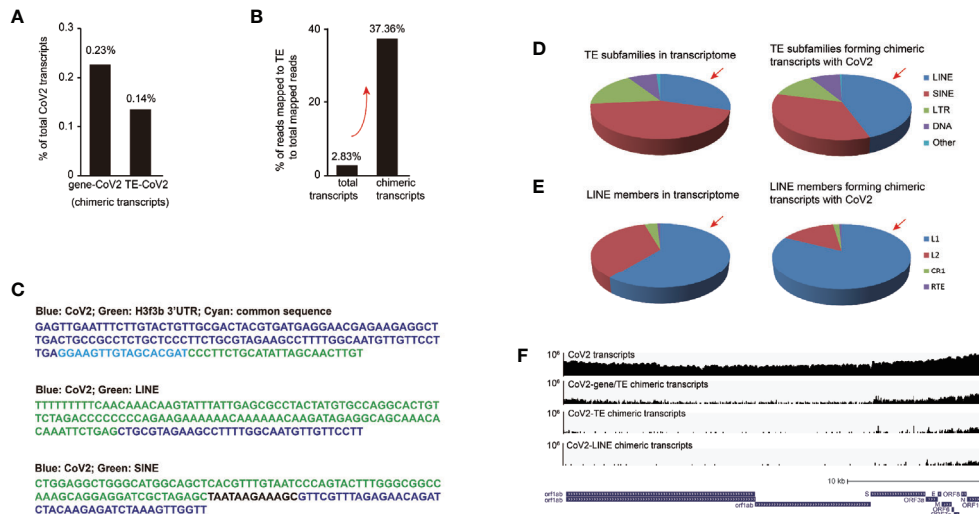 A
% of total CoV2 transcripts
0.3
0.2
0.1
0
0.23%
0.14%
gene-CoV2 TE-CoV2
(chimeric transcripts)
B
% of reads mapped to TE
to total mapped reads
40
20
0
37.36%
2.83%
total
transcripts
chimeric
transcripts
C
Blue: CoV2; Green: H3f3b 3'UTR; Cyan: common sequence
GAGTTGAATTTCTTGTACTGTTGCGACTACGTGATGAGGAACGAGAAGAGGCTT
TGACTGCCGCCTCTGCTCCCTTCTGCGTAGAAGCCTTTTGGCAATGTTGTTCCT
TGAGGAAGTTGTAGCACGATCCCTTCTGCATATTAGCAACTTGT
Blue: CoV2; Green: LINE
TTTTTTTTTCAACAAACAAGTATTTATTGAGCGCCTACTATGTGCCAGGCACTGT
TCTAGACCCCCCCCAGAAGAAAAAACAAAAAACAAGATAGAGGCAGCAAACA
CAAATTCTGAGCTGCGTAGAAGCCTTTTGGCAATGTTGTTCCTT
Blue: CoV2; Green: SINE
CTGGAGGCTGGGCATGGCAGCTCACGTTTGTAATCCCAGTACTTTGGGCGGCC
AAAGCAGGAGGATCGCTAGAGCTAATAAGAAAGCGTTCGTTTAGAGAACAGAT
CTACAAGAGATCTAAAGTTGGTT
D
TE subfamilies in transcriptome
TE subfamilies forming chimeric
transcripts with CoV2
LINE
SINE
LTR
DNA
Other
E
LINE members in transcriptome
LINE members forming chimeric
transcripts with CoV2
L1
L2
CR1
RTE
F
10⁶
CoV2 transcripts
10⁶
CoV2-gene/TE chimeric transcripts
10⁶
CoV2-TE chimeric transcripts
10⁶
CoV2-LINE chimeric transcripts
10 kb
orf1ab
orf1ab
orf1ab
S
ORF3a
E
M
ORF6
ORF8
N